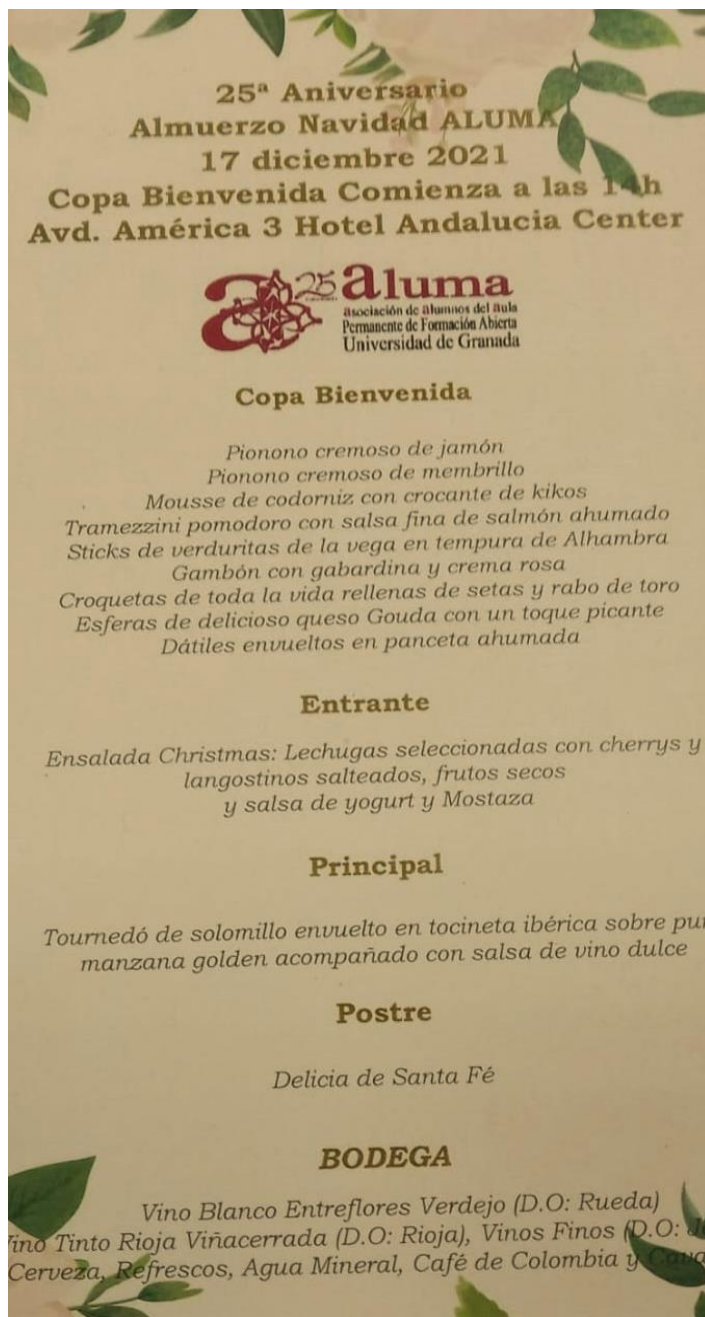 25ª Aniversario
Almuerzo Navidad ALUMA
17 diciembre 2021
Copa Bienvenida Comienza a las 14h
Avd. América 3 Hotel Andalucia Center
25 aluma
asociación de alumnos del aula
Permanente de Formación Abierta
Universidad de Granada
Copa Bienvenida
Pionono cremoso de jamón
Pionono cremoso de membrillo
Mousse de codorniz con crocante de kikos
Tramezzini pomodoro con salsa fina de salmón ahumado
Sticks de verduritas de la vega en tempura de Alhambra
Gambón con gabardina y crema rosa
Croquetas de toda la vida rellenas de setas y rabo de toro
Esferas de delicioso queso Gouda con un toque picante
Dátiles envueltos en panceta ahumada
Entrante
Ensalada Christmas: Lechugas seleccionadas con cherrys y
langostinos salteados, frutos secos
y salsa de yogurt y Mostaza
Principal
Tournedó de solomillo envuelto en tocineta ibérica sobre
manzana golden acompañado con salsa de vino dulce
Postre
Delicia de Santa Fé
BODEGA
Vino Blanco Entreflores Verdejo (D.O: Rueda)
Tinto Rioja Viñacerrada (D.O: Rioja), Vinos Finos (D.O:
Cerveza, Refrescos, Agua Mineral, Café de Colombia y